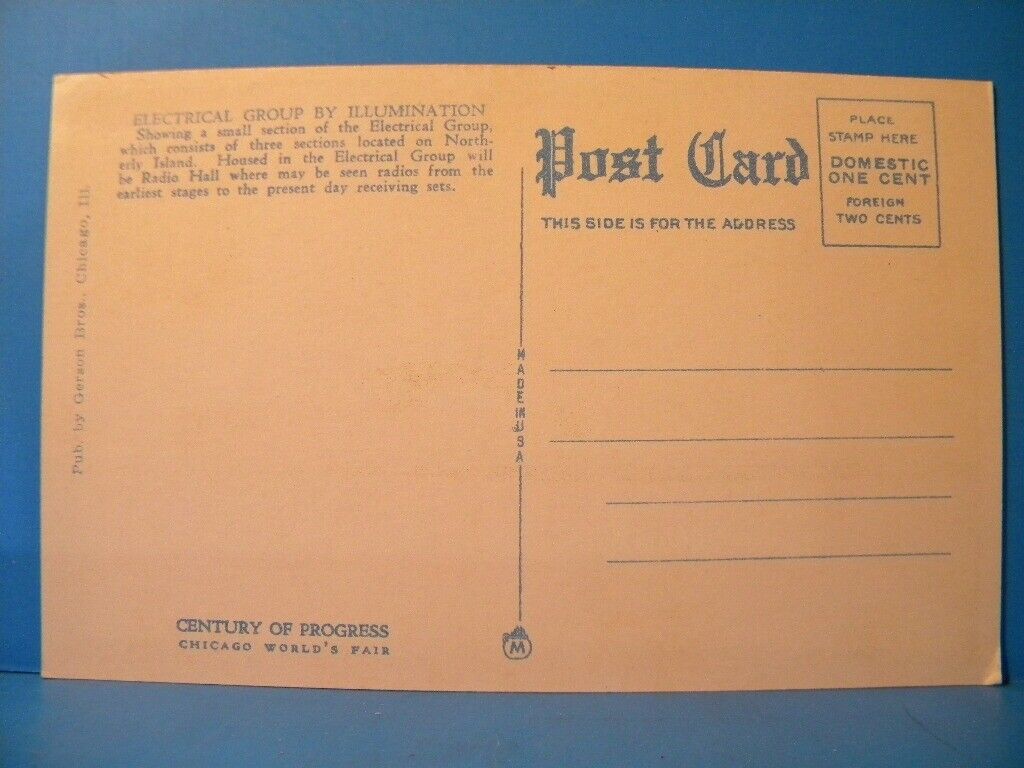 ELECTRICAL GROUP BY ILLUMINATION
Showing a small section of the Electrical Group,
which consists of three sections located on North-
erly Island. Housed in the Electrical Group will
be Radio Hall where may be seen radios from the
earliest stages to the present day receiving sets.
Pub. by Gerson Bros., Chicago, Ill.
CENTURY OF PROGRESS
CHICAGO WORLD'S FAIR
MADE IN USA
M
Post Card
THIS SIDE IS FOR THE ADDRESS
PLACE
STAMP HERE
DOMESTIC
ONE CENT
FOREIGN
TWO CENTS